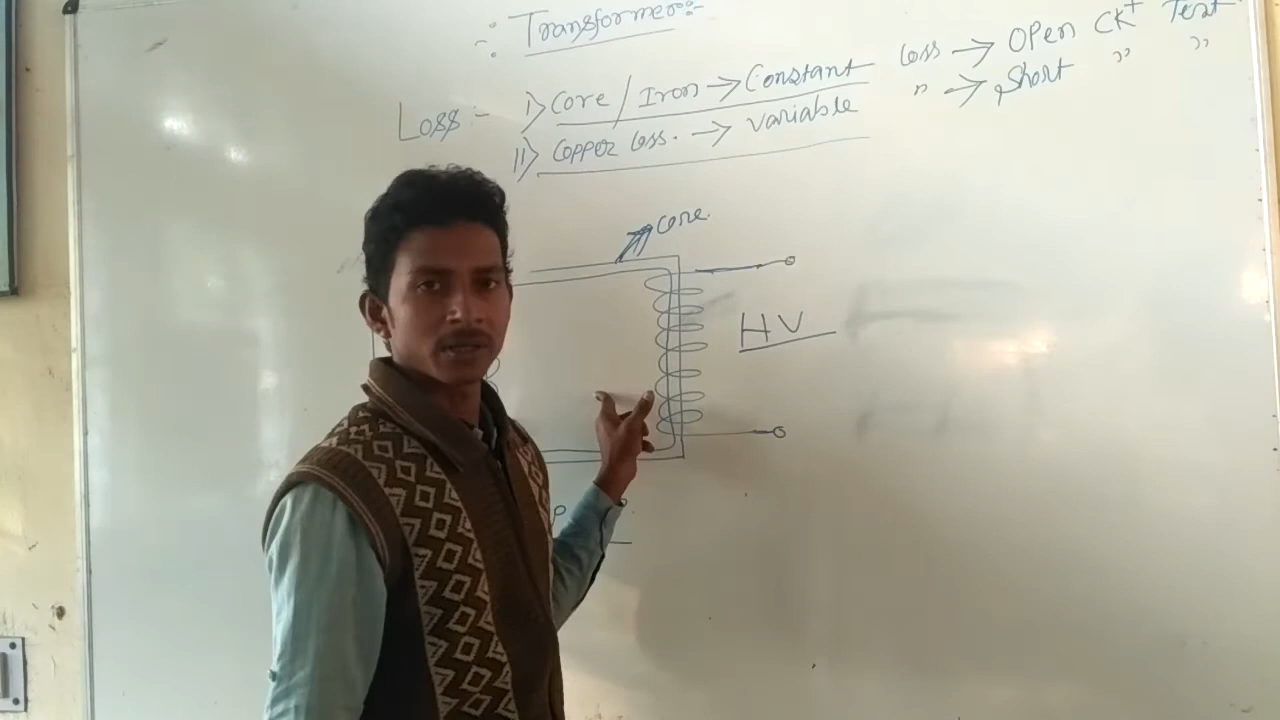 :- Transformer:-
Loss:- I) Core / Iron → Constant Loss → Open CKt Test
II) Copper loss. → variable " → Short " "
Core.
HV
P